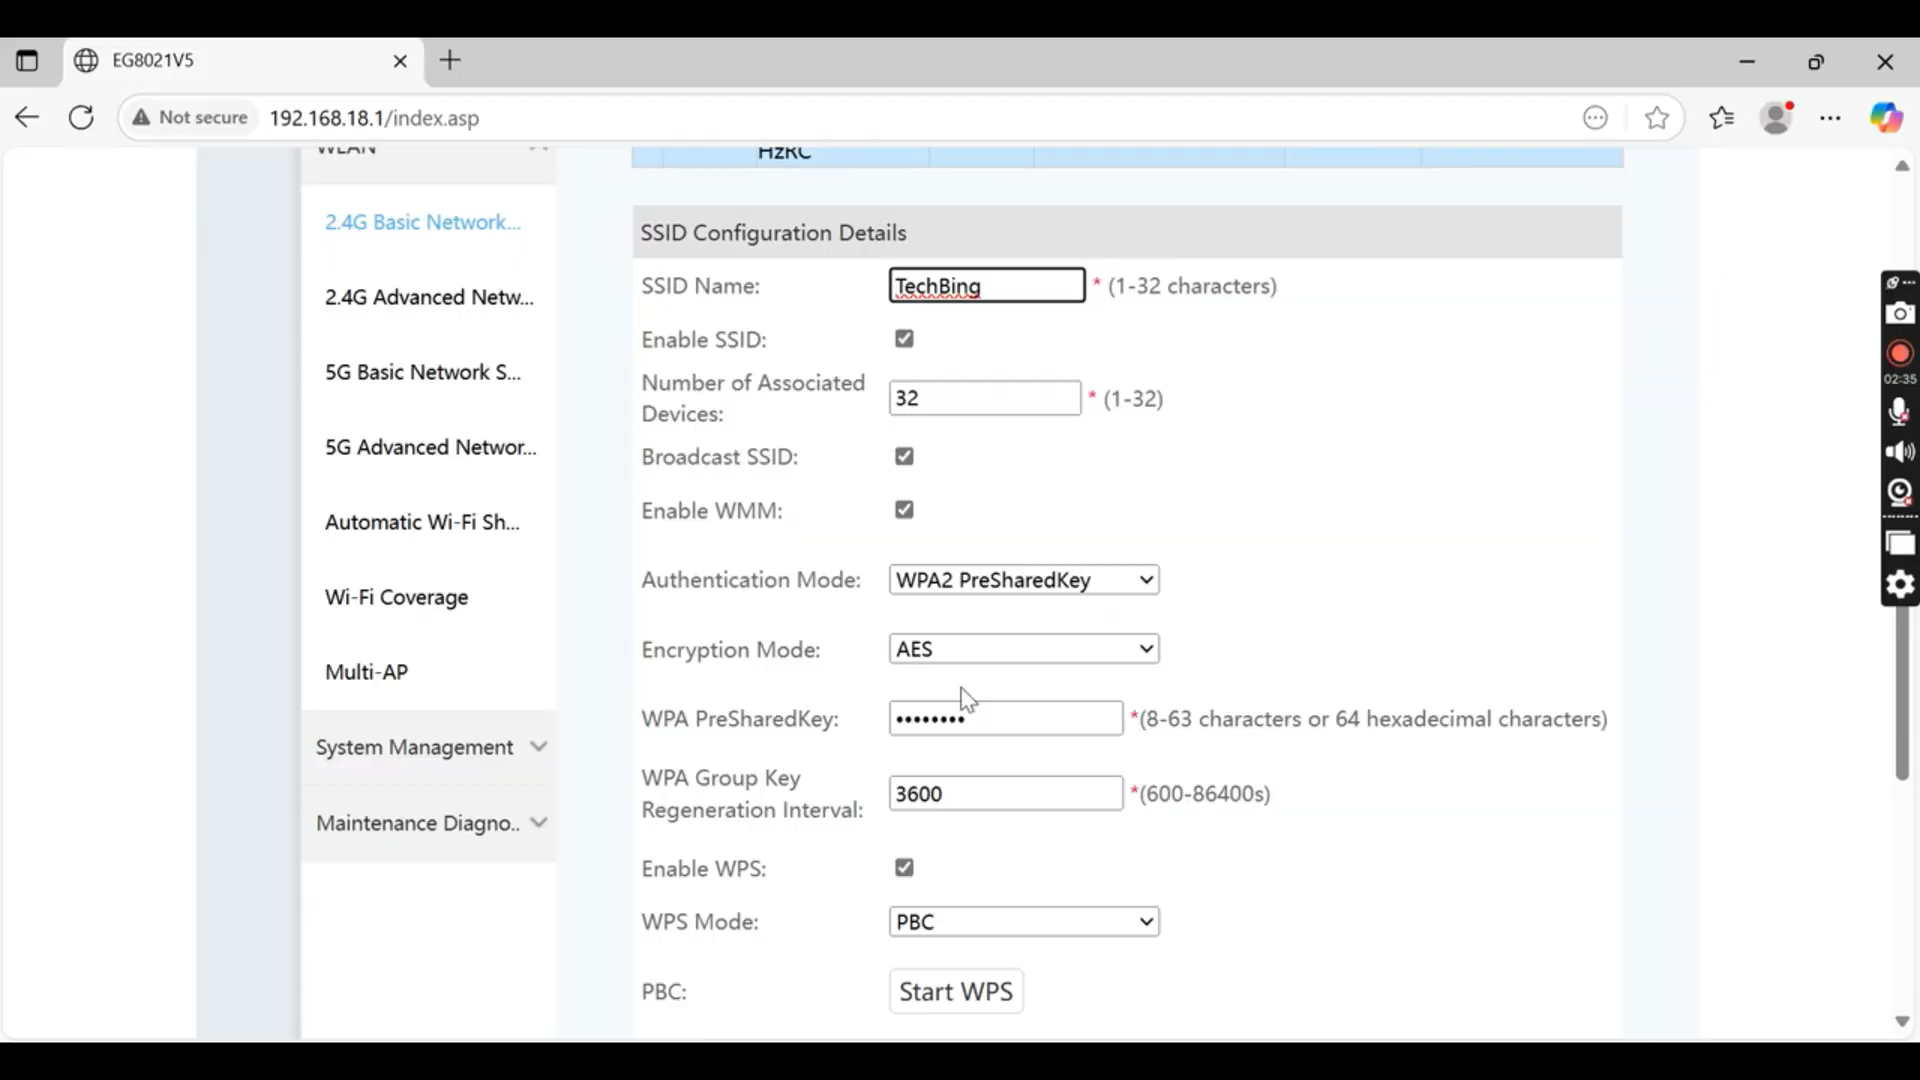 EG8021V5
Not secure
192.168.18.1/index.asp
WLAN
HzRC
2.4G Basic Network...
2.4G Advanced Netw...
5G Basic Network S...
5G Advanced Networ...
Automatic Wi-Fi Sh...
Wi-Fi Coverage
Multi-AP
System Management
Maintenance Diagno..
SSID Configuration Details
SSID Name: TechBing * (1-32 characters)
Enable SSID:
Number of Associated
Devices: 32 * (1-32)
Broadcast SSID:
Enable WMM:
Authentication Mode: WPA2 PreSharedKey
Encryption Mode: AES
WPA PreSharedKey: •••••••• *(8-63 characters or 64 hexadecimal characters)
WPA Group Key
Regeneration Interval: 3600 *(600-86400s)
Enable WPS:
WPS Mode: PBC
PBC: Start WPS
02:35